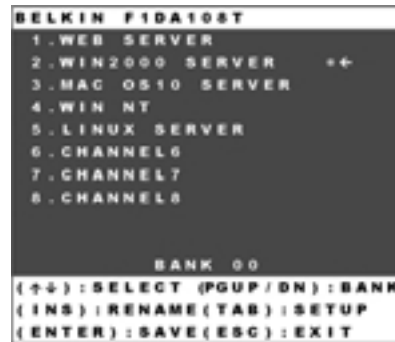 BELKIN F1DA108T
1.WEB SERVER
2.WIN2000 SERVER *←
3.MAC OS10 SERVER
4.WIN NT
5.LINUX SERVER
6.CHANNEL6
7.CHANNEL7
8.CHANNEL8
BANK 00
(↑↓):SELECT (PGUP/DN):BANK
(INS):RENAME(TAB):SETUP
(ENTER):SAVE(ESC):EXIT